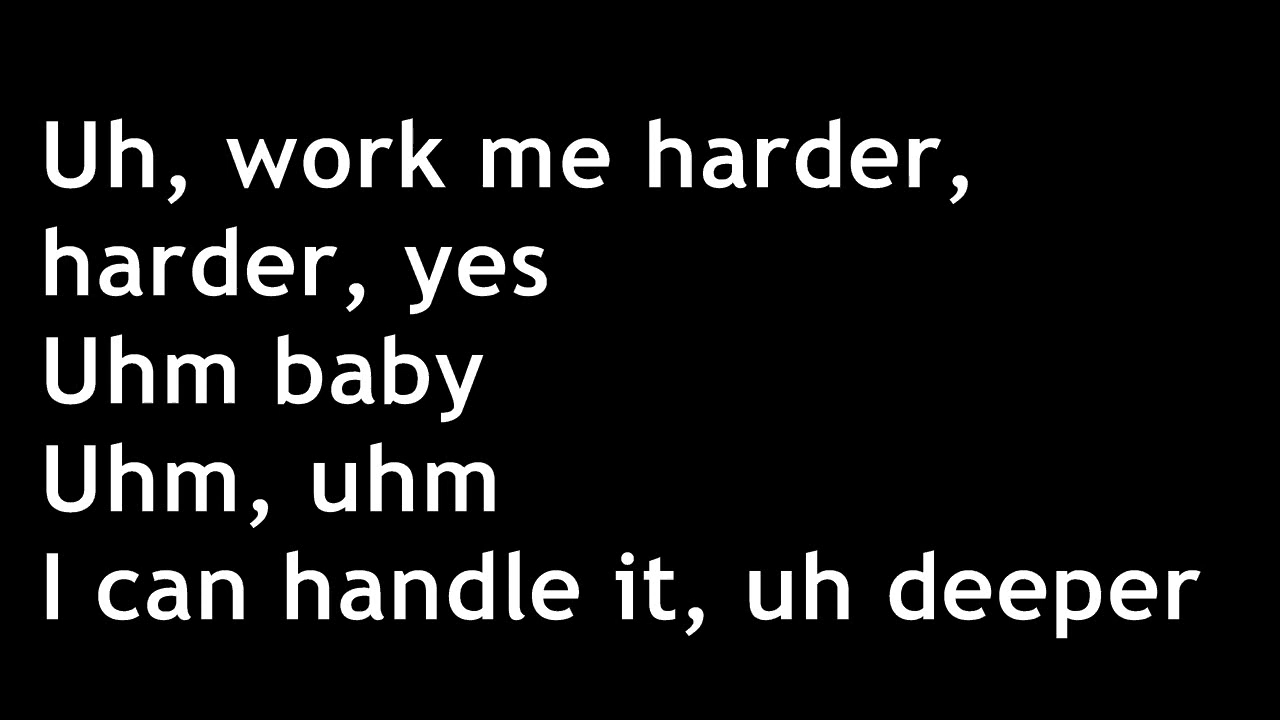 Uh, work me harder,
harder, yes
Uhm baby
Uhm, uhm
I can handle it, uh deeper